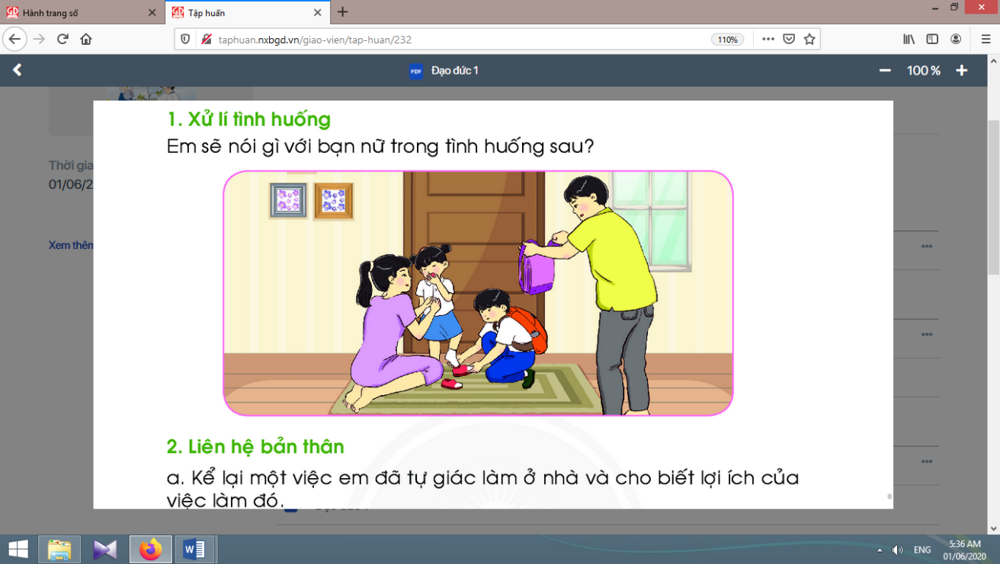 Hành trang số
Tập huấn
taphuan.nxbgd.vn/giao-vien/tap-huan/232
110%
PDF
Đạo đức 1
100 %
Thời gia
01/06/2
Xem thêm
1. Xử lí tình huống
Em sẽ nói gì với bạn nữ trong tình huống sau?
2. Liên hệ bản thân
a. Kể lại một việc em đã tự giác làm ở nhà và cho biết lợi ích của
việc làm đó.
ENG
5:36 AM
01/06/2020